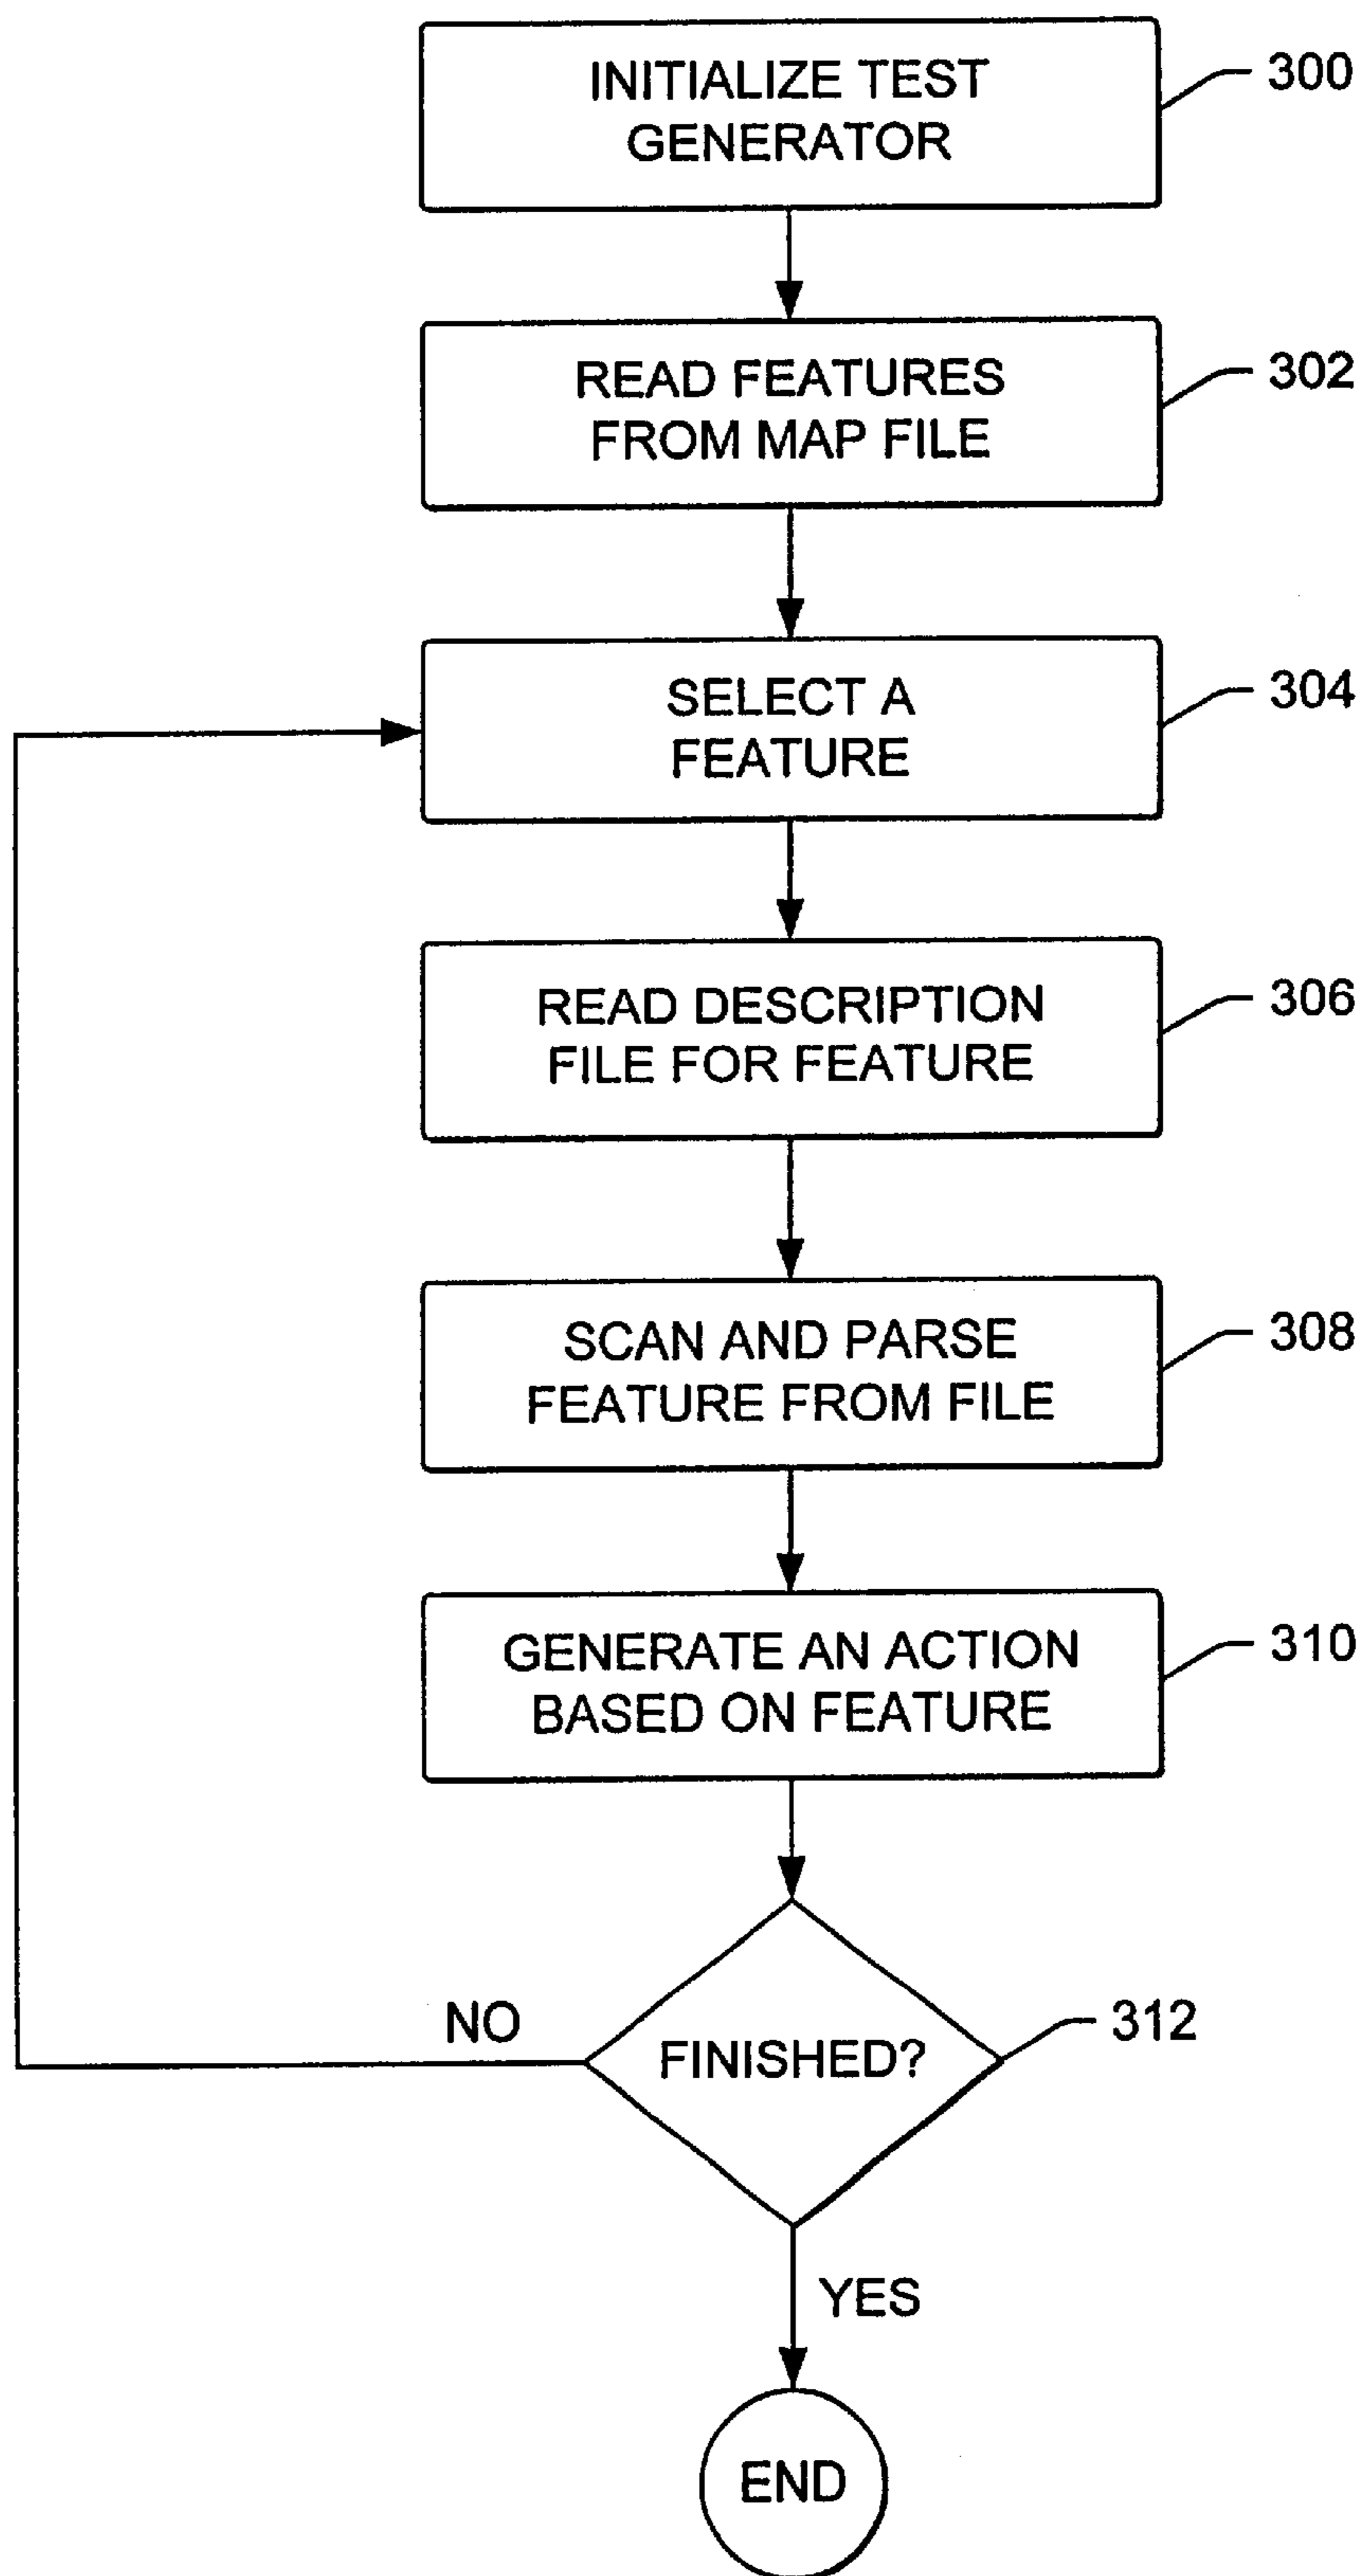 INITIALIZE TEST
GENERATOR
300
READ FEATURES
FROM MAP FILE
302
SELECT A
FEATURE
304
READ DESCRIPTION
FILE FOR FEATURE
306
SCAN AND PARSE
FEATURE FROM FILE
308
GENERATE AN ACTION
BASED ON FEATURE
310
NO
FINISHED?
312
YES
END